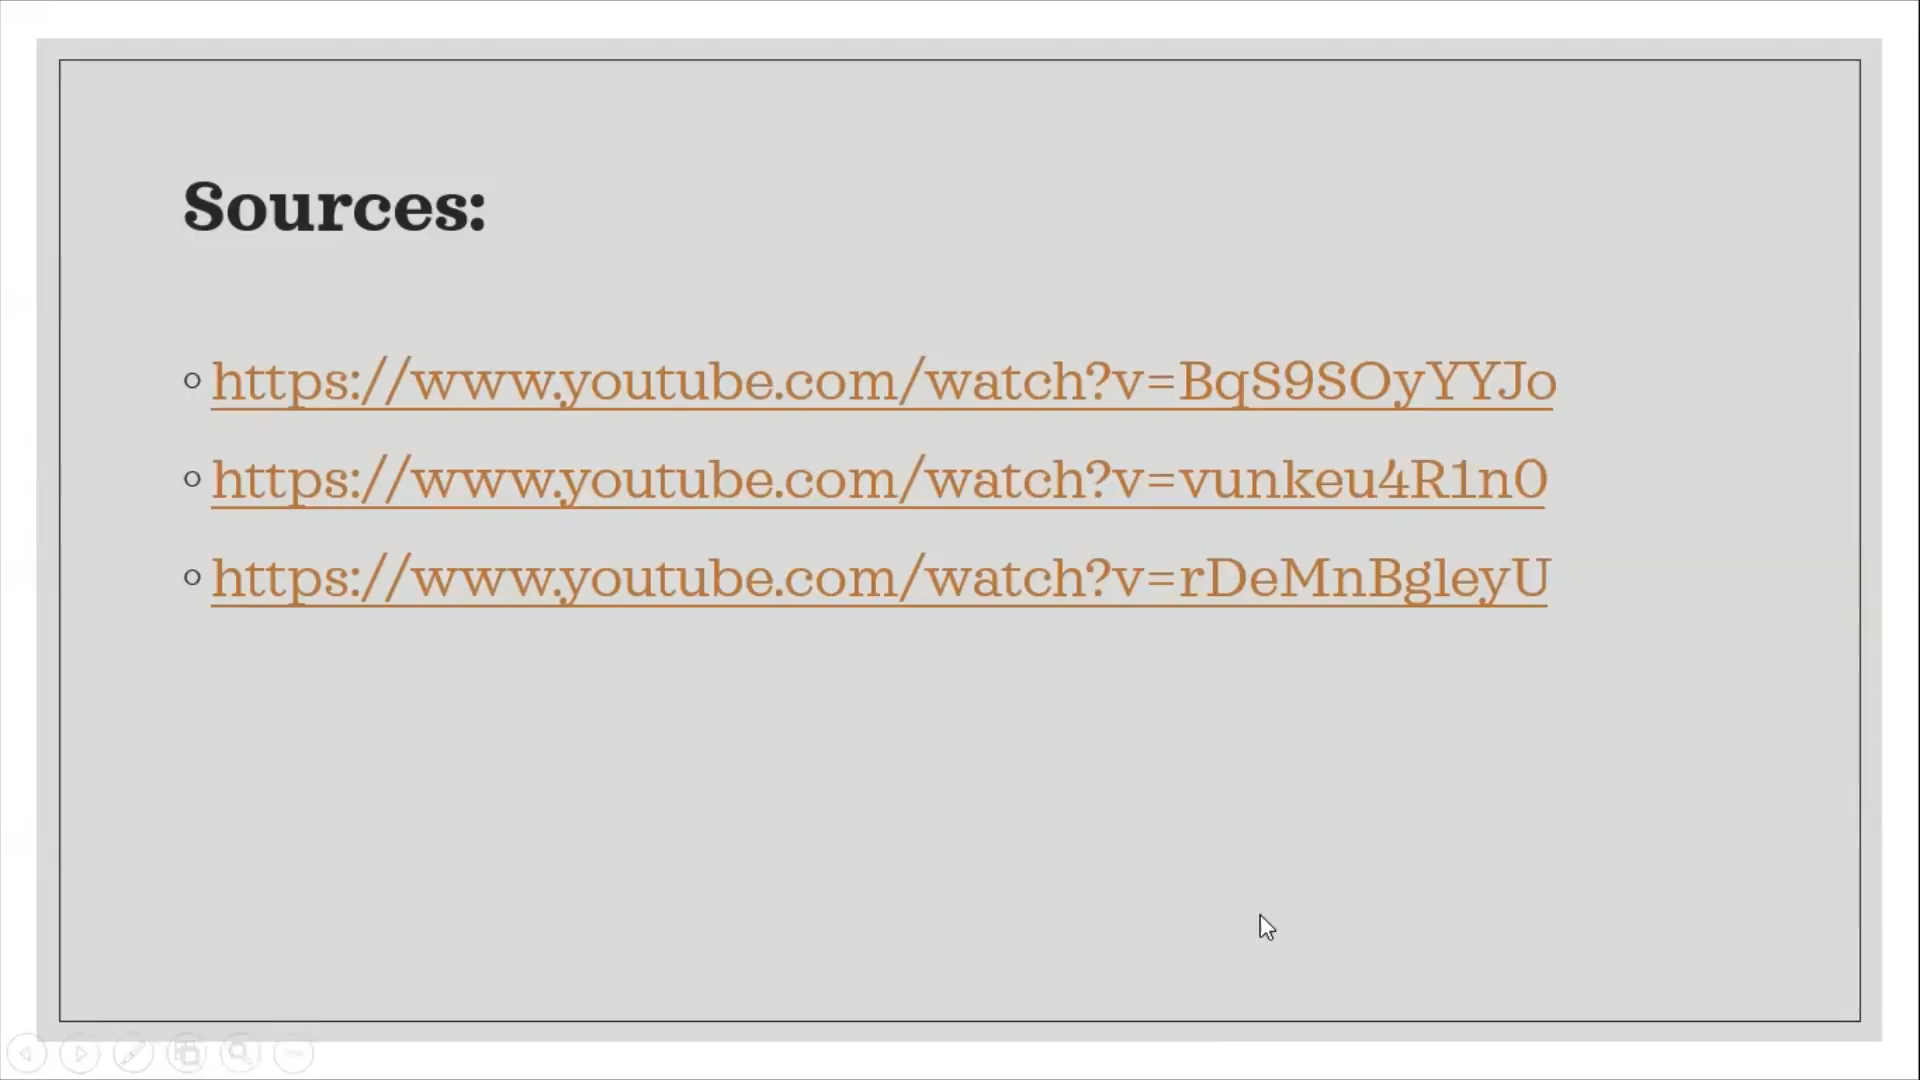 Sources:
https://www.youtube.com/watch?v=BqS9SOyYYJo
https://www.youtube.com/watch?v=vunkeu4R1n0
https://www.youtube.com/watch?v=rDeMnBgleyU